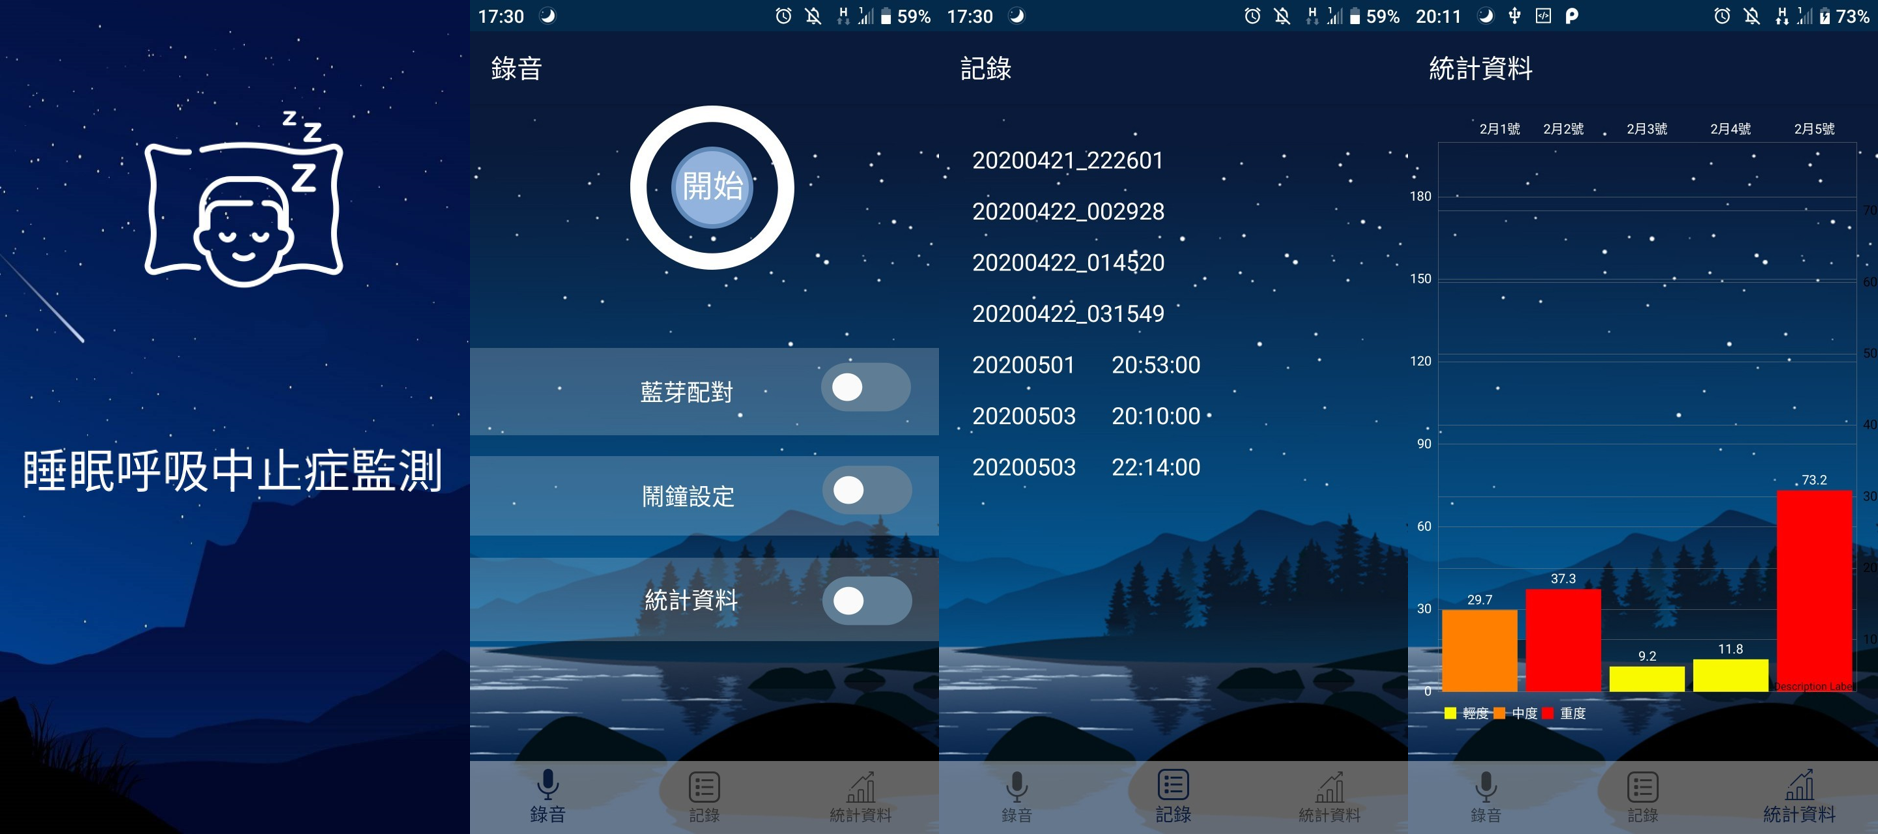 z
z
z
睡眠呼吸中止症監測
17:30
H
1
59%
錄音
開始
藍芽配對
鬧鐘設定
統計資料
錄音
記錄
統計資料
17:30
H
1
59%
記錄
20200421_222601
20200422_002928
20200422_014520
20200422_031549
20200501 20:53:00
20200503 20:10:00
20200503 22:14:00
錄音
記錄
統計資料
20:11
H
1
73%
統計資料
2月1號 2月2號 2月3號 2月4號 2月5號
180
150
120
90
60
30
0
70
60
50
40
30
20
10
29.7
37.3
9.2
11.8
73.2
Description Label
輕度 中度 重度
錄音
記錄
統計資料